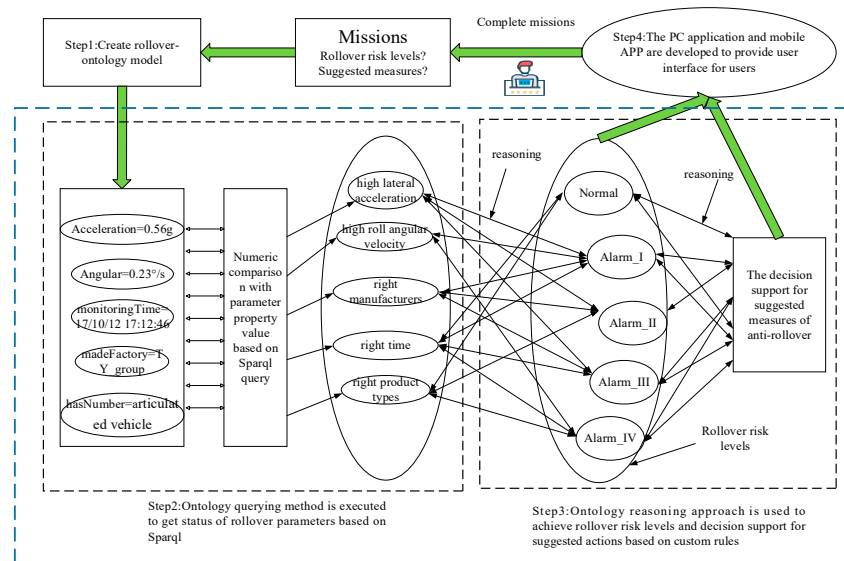 Step1:Create rollover-
ontology model
Missions
Rollover risk levels?
Suggested measures?
Complete missions
Step4:The PC application and mobile
APP are developed to provide user
interface for users
Acceleration=0.56g
Angular=0.23°/s
monitoringTime=
17/10/12 17:12:46
madeFactory=T
Y_group
hasNumber=articulat
ed vehicle
Numeric
compariso
n with
parameter
property
value
based on
Sparql
query
high lateral
acceleration
high roll angular
velocity
right
manufacturers
right time
right product
types
reasoning
Normal
Alarm_I
Alarm_II
Alarm_III
Alarm_IV
reasoning
The decision
support for
suggested
measures of
anti-rollover
Rollover risk
levels
Step2:Ontology querying method is executed
to get status of rollover parameters based on
Sparql
Step3:Ontology reasoning approach is used to
achieve rollover risk levels and decision support for
suggested actions based on custom rules